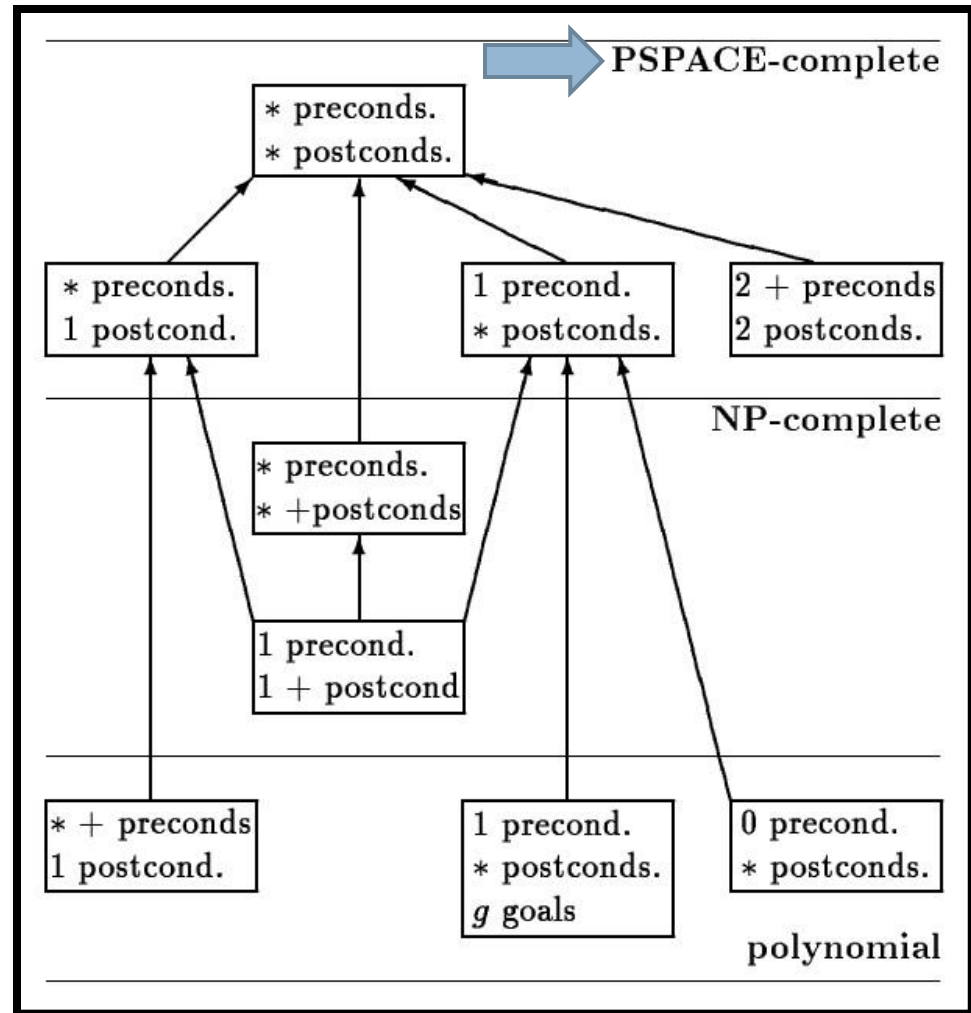 PSPACE-complete
* preconds.
* postconds.
* preconds.
1 postcond.
1 precond.
* postconds.
2 + preconds
2 postconds.
NP-complete
* preconds.
* +postconds
1 precond.
1 + postcond
* + preconds
1 postcond.
1 precond.
* postconds.
g goals
0 precond.
* postconds.
polynomial